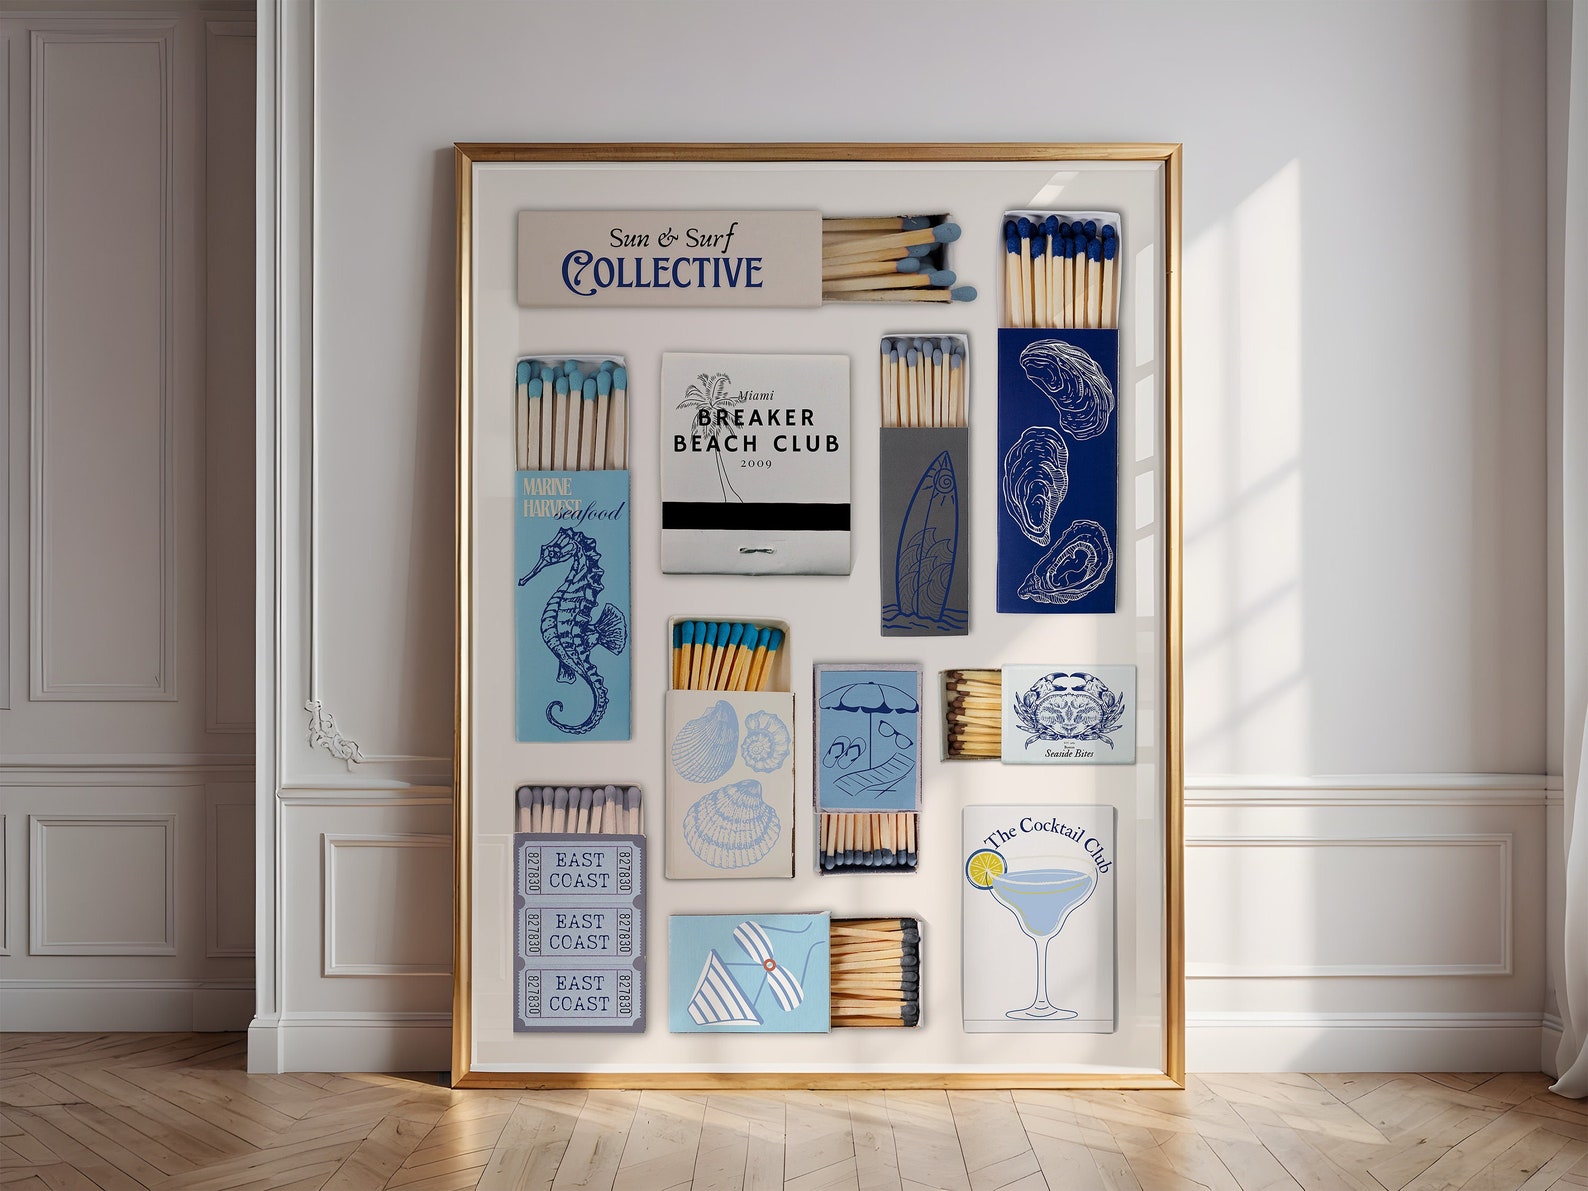 Sun & Surf
COLLECTIVE
Miami
BREAKER
BEACH CLUB
2009
MARINE
HARVEST
seafood
Seaside Bites
The Cocktail Club
827830
EAST
COAST
827830
827830
EAST
COAST
827830
827830
EAST
COAST
827830